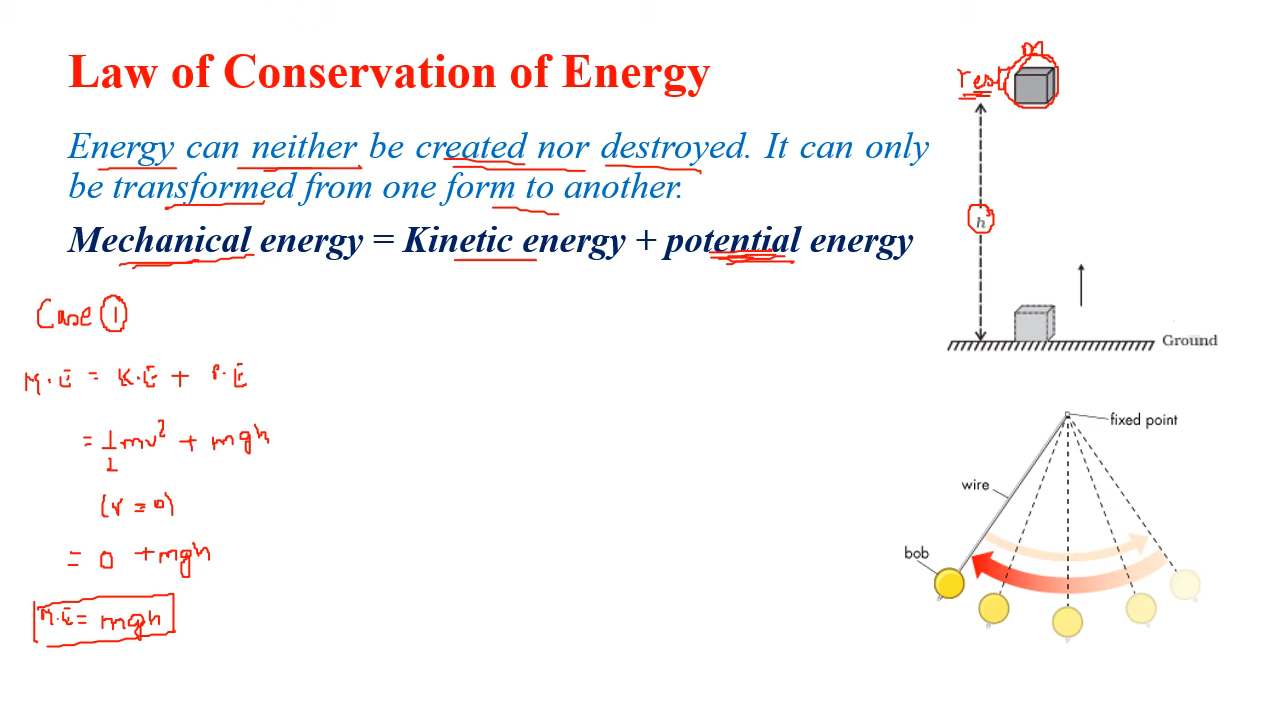 Law of Conservation of Energy
Energy can neither be created nor destroyed. It can only
be transformed from one form to another.
Mechanical energy = Kinetic energy + potential energy
Case 1
M.E = K.E + P.E
= 1/2 mv² + mgh
(v = 0)
= 0 + mgh
M.E = mgh
M
rest
h
Ground
fixed point
wire
bob